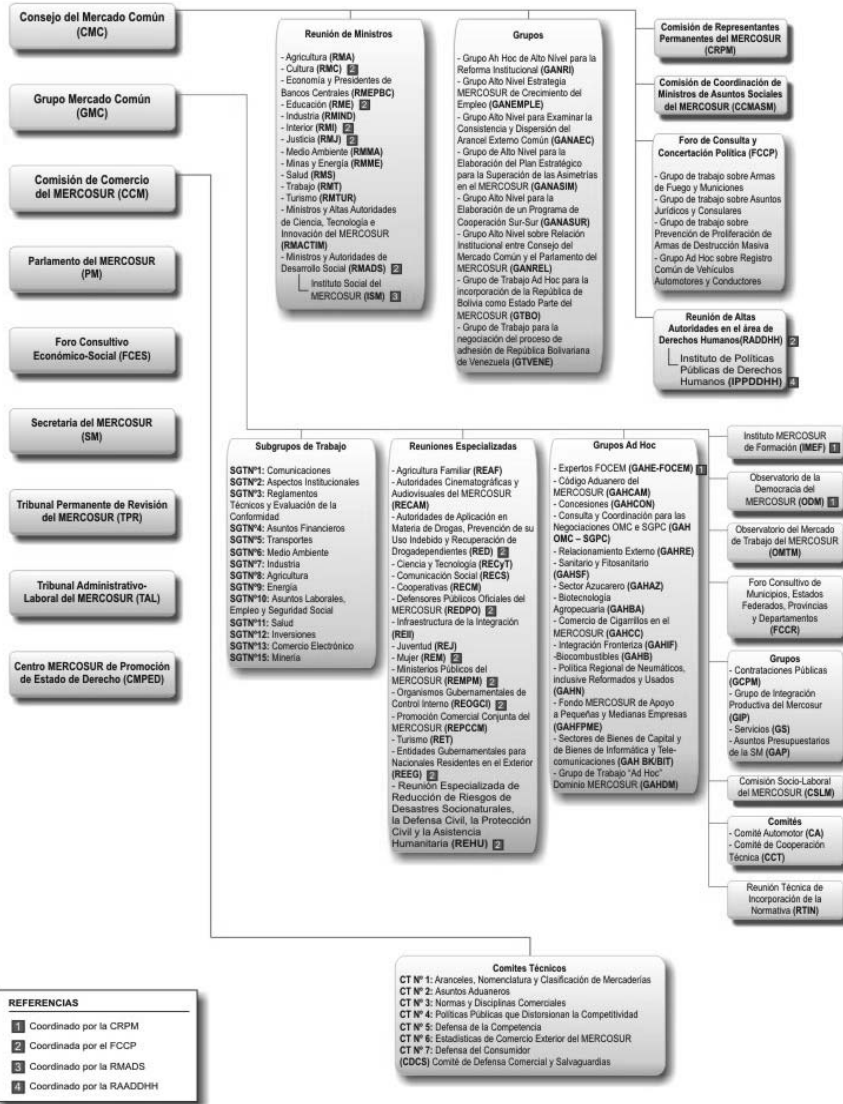 Consejo del Mercado Común
(CMC)
Grupo Mercado Común
(GMC)
Comisión de Comercio
del MERCOSUR (CCM)
Parlamento del MERCOSUR
(PM)
Foro Consultivo
Económico-Social (FCES)
Secretaria del MERCOSUR
(SM)
Tribunal Permanente de Revisión
del MERCOSUR (TPR)
Tribunal Administrativo-
Laboral del MERCOSUR (TAL)
Centro MERCOSUR de Promoción
de Estado de Derecho (CMPED)
Reunión de Ministros
- Agricultura (RMA)
- Cultura (RMC) 2
- Economía y Presidentes de
Bancos Centrales (RMEPBC)
- Educación (RME) 2
- Industria (RMIND)
- Interior (RMI) 2
- Justicia (RMJ) 2
- Medio Ambiente (RMMA)
- Minas y Energía (RMME)
- Salud (RMS)
- Trabajo (RMT)
- Turismo (RMTUR)
- Ministros y Altas Autoridades
de Ciencia, Tecnología e
Innovación del MERCOSUR
(RMACTIM)
- Ministros y Autoridades de
Desarrollo Social (RMADS) 2
Instituto Social del
MERCOSUR (ISM) 3
Grupos
- Grupo Ah Hoc de Alto Nivel para la
Reforma Institucional (GANRI)
- Grupo Alto Nivel Estrategia
MERCOSUR de Crecimiento del
Empleo (GANEMPLE)
- Grupo Alto Nivel para Examinar la
Consistencia y Dispersión del
Arancel Externo Común (GANAEC)
- Grupo de Alto Nivel para la
Elaboración del Plan Estratégico
para la Superación de las Asimetrías
en el MERCOSUR (GANASIM)
- Grupo Alto Nivel para la
Elaboración de un Programa de
Cooperación Sur-Sur (GANASUR)
- Grupo Alto Nivel sobre Relación
Institucional entre Consejo del
Mercado Común y el Parlamento del
MERCOSUR (GANREL)
- Grupo de Trabajo Ad Hoc para la
incorporación de la República de
Bolivia como Estado Parte del
MERCOSUR (GTBO)
- Grupo de Trabajo para la
negociación del proceso de
adhesión de República Bolivariana
de Venezuela (GTVENE)
Comisión de Representantes
Permanentes del MERCOSUR
(CRPM)
Comisión de Coordinación de
Ministros de Asuntos Sociales
del MERCOSUR (CCMASM)
Foro de Consulta y
Concertación Política (FCCP)
- Grupo de trabajo sobre Armas
de Fuego y Municiones
- Grupo de trabajo sobre Asuntos
Jurídicos y Consulares
- Grupo de trabajo sobre
Prevención de Proliferación de
Armas de Destrucción Masiva
- Grupo Ad Hoc sobre Registro
Común de Vehículos
Automotores y Conductores
Reunión de Altas
Autoridades en el área de
Derechos Humanos(RADDHH) 2
Instituto de Políticas
Públicas de Derechos
Humanos (IPPDDHH) 4
Subgrupos de Trabajo
SGTNº1: Comunicaciones
SGTNº2: Aspectos Institucionales
SGTNº3: Reglamentos
Técnicos y Evaluación de la
Conformidad
SGTNº4: Asuntos Financieros
SGTNº5: Transportes
SGTNº6: Medio Ambiente
SGTNº7: Industria
SGTNº8: Agricultura
SGTNº9: Energía
SGTNº10: Asuntos Laborales,
Empleo y Seguridad Social
SGTNº11: Salud
SGTNº12: Inversiones
SGTNº13: Comercio Electrónico
SGTNº15: Minería
Reuniones Especializadas
- Agricultura Familiar (REAF)
- Autoridades Cinematográficas y
Audiovisuales del MERCOSUR
(RECAM)
- Autoridades de Aplicación en
Materia de Drogas, Prevención de su
Uso Indebido y Recuperación de
Drogadependientes (RED) 2
- Ciencia y Tecnología (RECyT)
- Comunicación Social (RECS)
- Cooperativas (RECM)
- Defensores Públicos Oficiales del
MERCOSUR (REDPO) 2
- Infraestructura de la Integración
(REII)
- Juventud (REJ)
- Mujer (REM) 2
- Ministerios Públicos del
MERCOSUR (REMPM) 2
- Organismos Gubernamentales de
Control Interno (REOGCI) 2
- Promoción Comercial Conjunta del
MERCOSUR (REPCCM)
- Turismo (RET)
- Entidades Gubernamentales para
Nacionales Residentes en el Exterior
(REEG) 2
- Reunión Especializada de
Reducción de Riesgos de
Desastres Socionaturales,
la Defensa Civil, la Protección
Civil y la Asistencia
Humanitaria (REHU) 2
Grupos Ad Hoc
- Expertos FOCEM (GAHE-FOCEM) 1
- Código Aduanero del
MERCOSUR (GAHCAM)
- Concesiones (GAHCON)
- Consulta y Coordinación para las
Negociaciones OMC e SGPC (GAH
OMC – SGPC)
- Relacionamiento Externo (GAHRE)
- Sanitario y Fitosanitario
(GAHSF)
- Sector Azucarero (GAHAZ)
- Biotecnología
Agropecuaria (GAHBA)
- Comercio de Cigarrillos en el
MERCOSUR (GAHCC)
- Integración Fronteriza (GAHIF)
-Biocombustibles (GAHB)
- Política Regional de Neumáticos,
inclusive Reformados y Usados
(GAHN)
- Fondo MERCOSUR de Apoyo
a Pequeñas y Medianas Empresas
(GAHFPME)
- Sectores de Bienes de Capital y
de Bienes de Informática y Tele-
comunicaciones (GAH BK/BIT)
- Grupo de Trabajo "Ad Hoc"
Dominio MERCOSUR (GAHDM)
Instituto MERCOSUR
de Formación (IMEF) 1
Observatorio de la
Democracia del
MERCOSUR (ODM) 1
Observatorio del Mercado
de Trabajo del MERCOSUR
(OMTM)
Foro Consultivo de
Municipios, Estados
Federados, Provincias
y Departamentos
(FCCR)
Grupos
- Contrataciones Públicas
(GCPM)
- Grupo de Integración
Productiva del Mercosur
(GIP)
- Servicios (GS)
- Asuntos Presupuestarios
de la SM (GAP)
Comisión Socio-Laboral
del MERCOSUR (CSLM)
Comités
- Comité Automotor (CA)
- Comité de Cooperación
Técnica (CCT)
Reunión Técnica de
Incorporación de la
Normativa (RTIN)
Comites Técnicos
CT Nº 1: Aranceles, Nomenclatura y Clasificación de Mercaderías
CT Nº 2: Asuntos Aduaneros
CT Nº 3: Normas y Disciplinas Comerciales
CT Nº 4: Políticas Públicas que Distorsionan la Competitividad
CT Nº 5: Defensa de la Competencia
CT Nº 6: Estadísticas de Comercio Exterior del MERCOSUR
CT Nº 7: Defensa del Consumidor
(CDCS) Comité de Defensa Comercial y Salvaguardias
REFERENCIAS
1 Coordinado por la CRPM
2 Coordinada por el FCCP
3 Coordinado por la RMADS
4 Coordinado por la RAADDHH